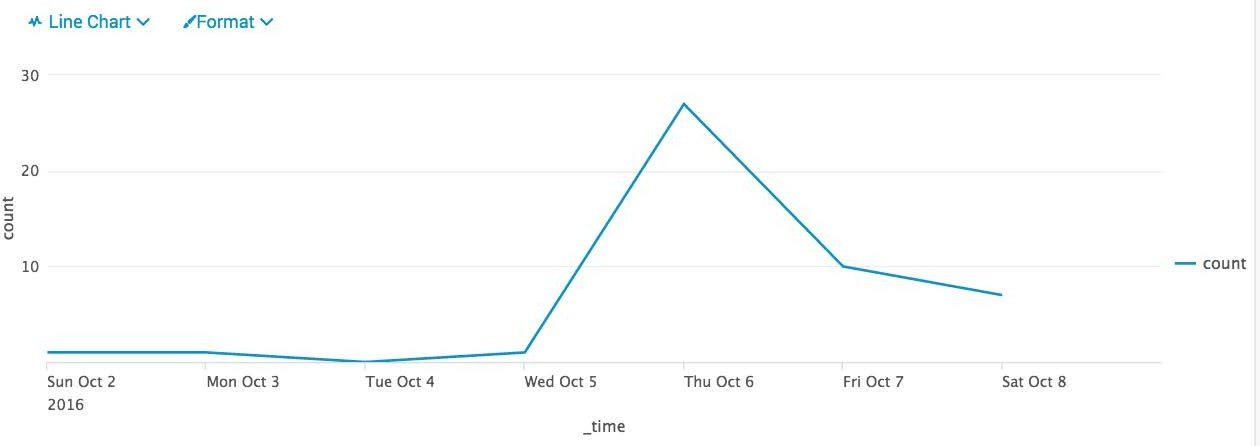 Line Chart Format
30
20
10
count
count
Sun Oct 2 Mon Oct 3 Tue Oct 4 Wed Oct 5 Thu Oct 6 Fri Oct 7 Sat Oct 8
2016
_time